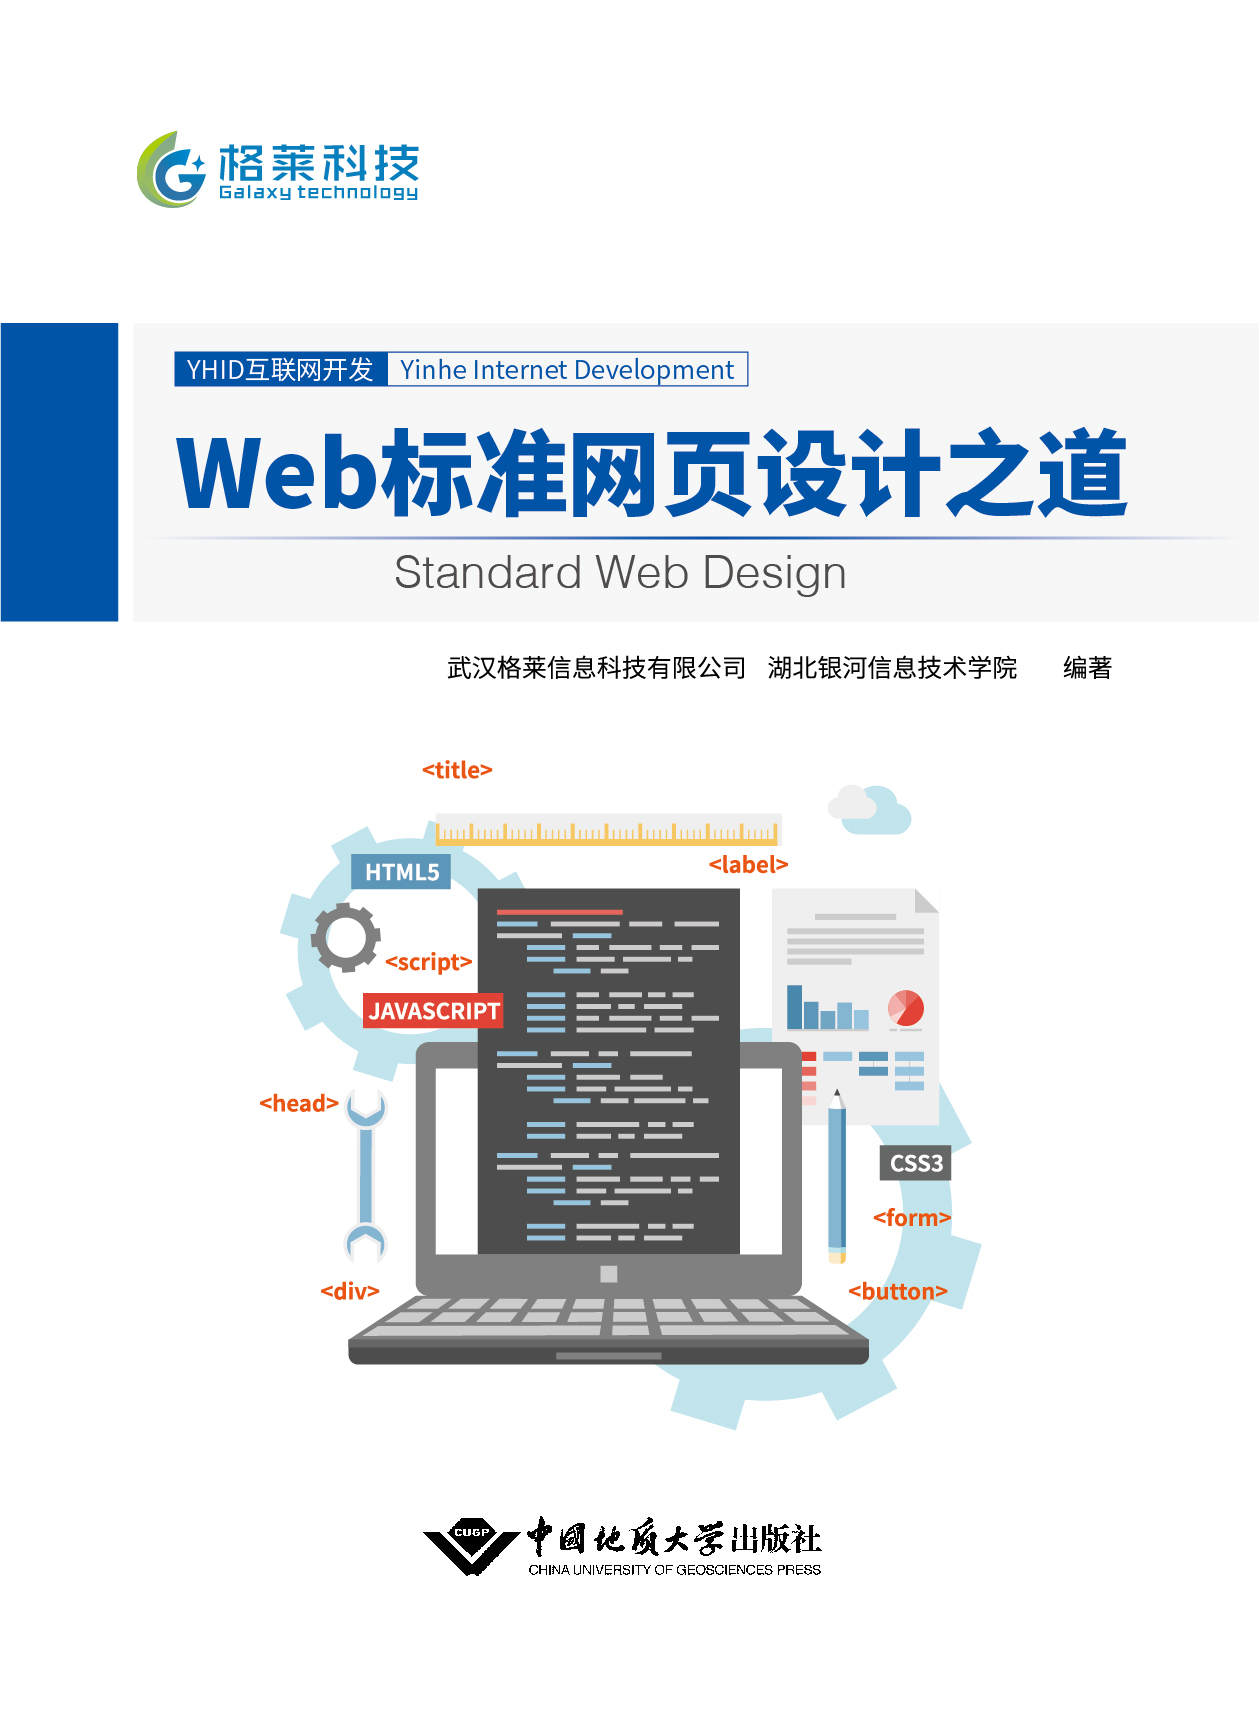 格莱科技
Galaxy technology
YHID互联网开发 Yinhe Internet Development
Web标准网页设计之道
Standard Web Design
武汉格莱信息科技有限公司 湖北银河信息技术学院 编著
<title>
<label>
HTML5
<script>
JAVASCRIPT
<head>
CSS3
<form>
<div>
<button>
CUGP
中国地质大学出版社
CHINA UNIVERSITY OF GEOSCIENCES PRESS